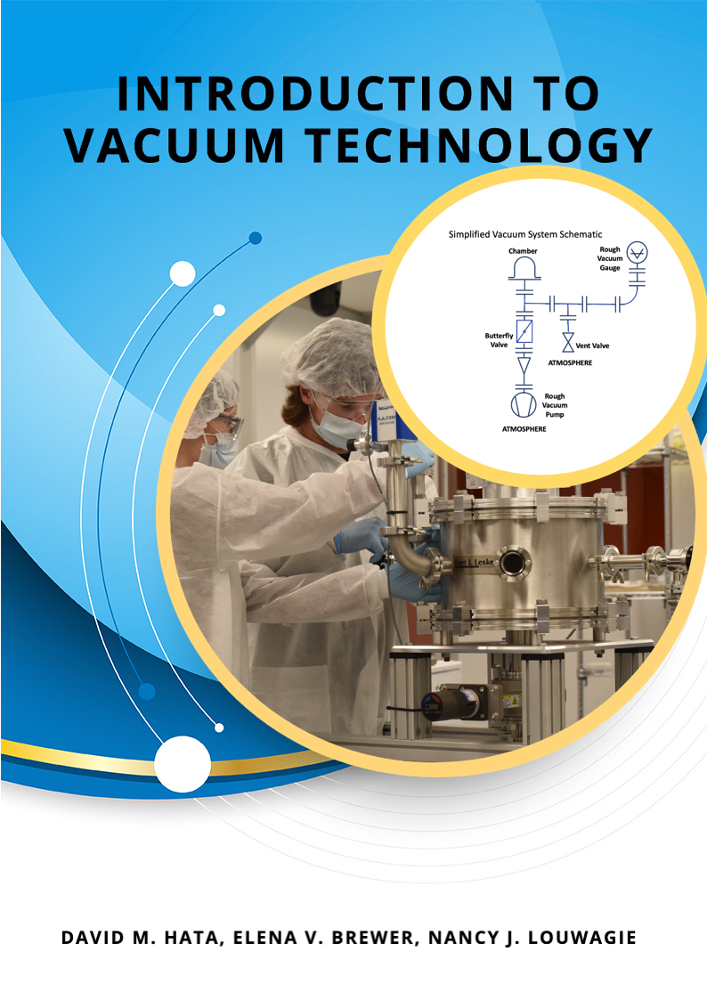 INTRODUCTION TO
VACUUM TECHNOLOGY
Simplified Vacuum System Schematic
Chamber
Rough
Vacuum
Gauge
Butterfly
Valve
Vent Valve
ATMOSPHERE
Rough
Vacuum
Pump
ATMOSPHERE
Kurt J. Leske
DAVID M. HATA, ELENA V. BREWER, NANCY J. LOUWAGIE